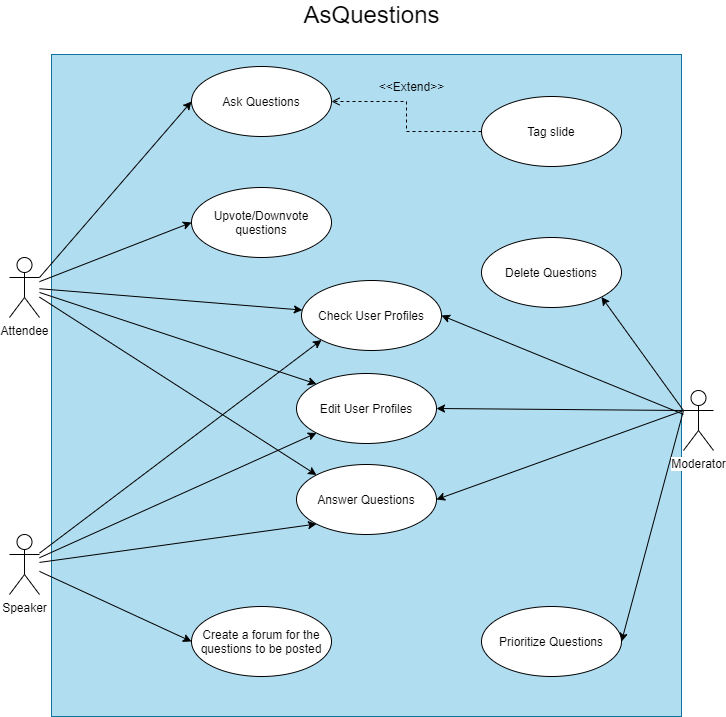 AsQuestions
<<Extend>>
Ask Questions
Tag slide
Upvote/Downvote
questions
Delete Questions
Check User Profiles
Attendee
Edit User Profiles
Moderator
Answer Questions
Speaker
Create a forum for the
questions to be posted
Prioritize Questions